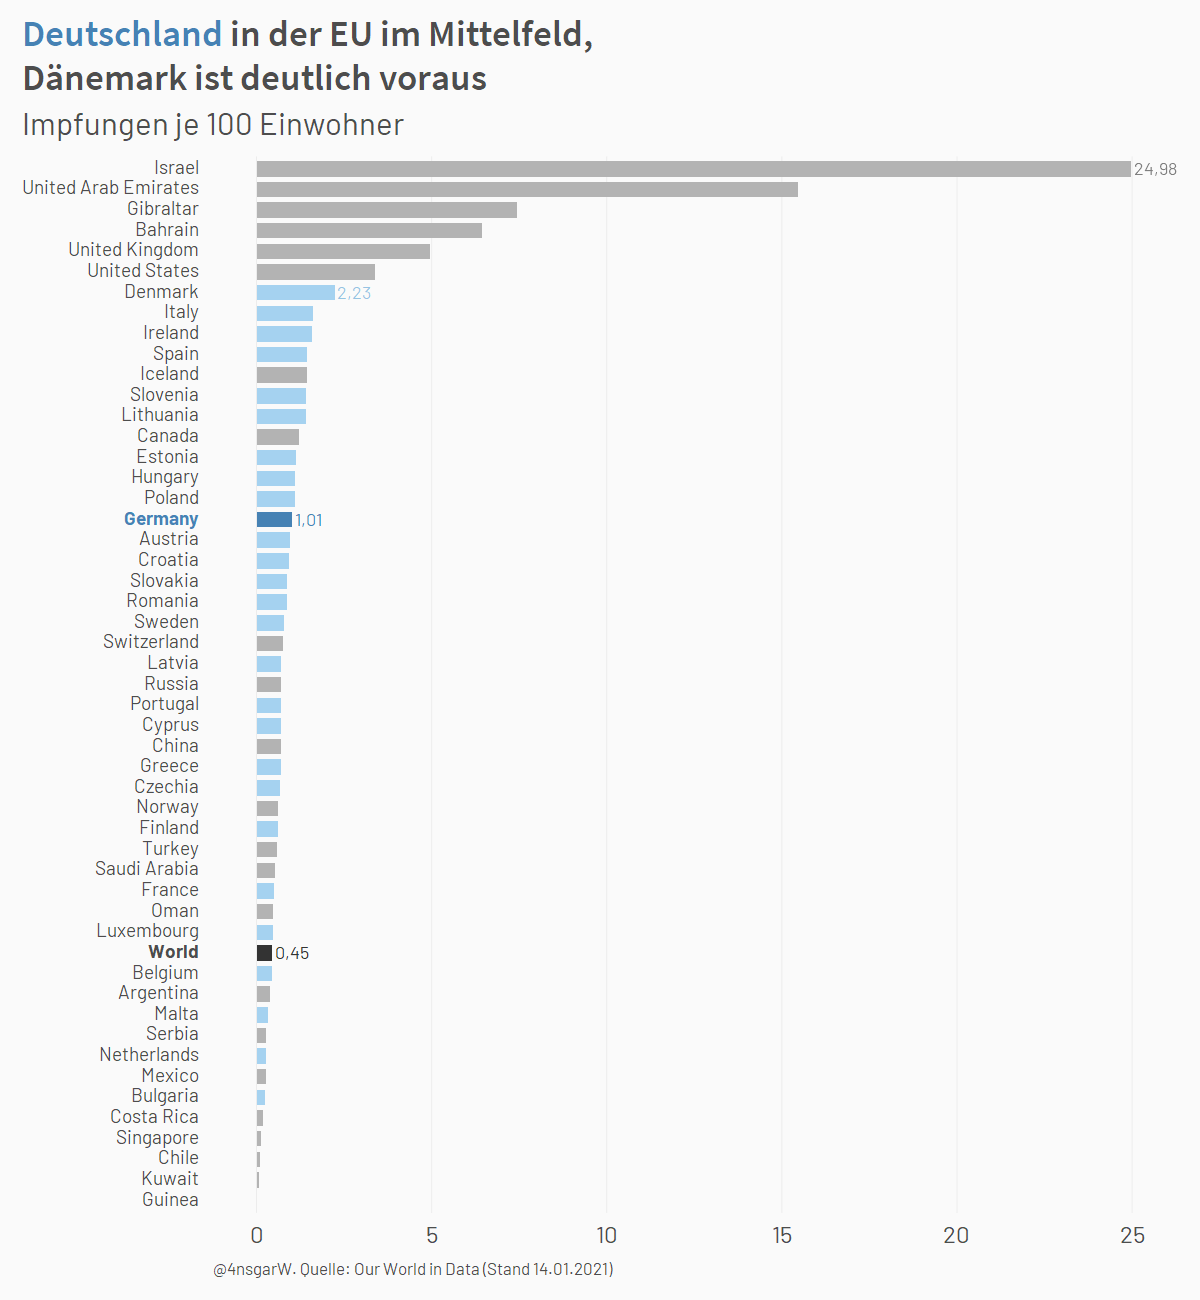 Deutschland in der EU im Mittelfeld,
Dänemark ist deutlich voraus
Impfungen je 100 Einwohner
Israel 24,98
United Arab Emirates
Gibraltar
Bahrain
United Kingdom
United States
Denmark 2,23
Italy
Ireland
Spain
Iceland
Slovenia
Lithuania
Canada
Estonia
Hungary
Poland
Germany 1,01
Austria
Croatia
Slovakia
Romania
Sweden
Switzerland
Latvia
Russia
Portugal
Cyprus
China
Greece
Czechia
Norway
Finland
Turkey
Saudi Arabia
France
Oman
Luxembourg
World 0,45
Belgium
Argentina
Malta
Serbia
Netherlands
Mexico
Bulgaria
Costa Rica
Singapore
Chile
Kuwait
Guinea
0 5 10 15 20 25
@4nsgarW. Quelle: Our World in Data (Stand 14.01.2021)